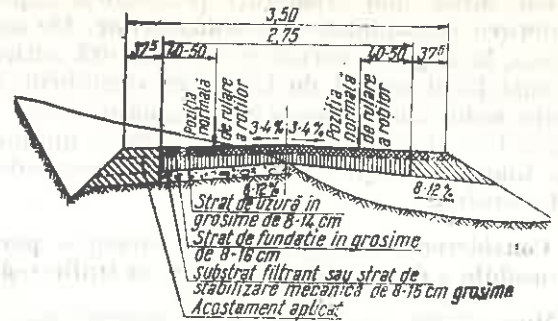 3,50
2,75
37⁵ 40-50 40-50 37⁵
Poziția
normală
de rulare
a roților
3-4% 3-4%
Poziția
normală
de rulare
a roților
8-12%
8-12%
Strat de uzură în
grosime de 8-14 cm
Strat de fundație în grosime
de 8-16 cm
substrat filtrant sau strat de
stabilizare mecanică de 8-15 cm grosime
Acostament aplicat